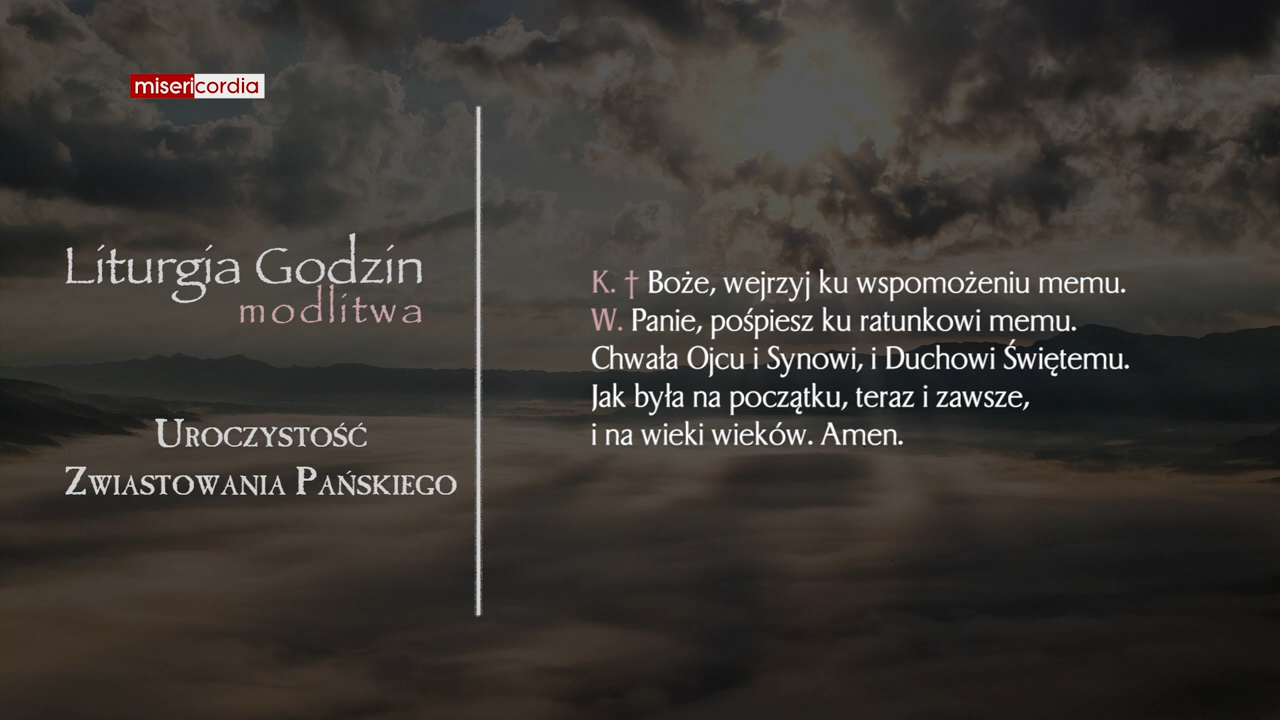 misericordia
Liturgia Godzin
modlitwa
Uroczystość
Zwiastowania Pańskiego
K. † Boże, wejrzyj ku wspomożeniu memu.
W. Panie, pośpiesz ku ratunkowi memu.
Chwała Ojcu i Synowi, i Duchowi Świętemu.
Jak była na początku, teraz i zawsze,
i na wieki wieków. Amen.